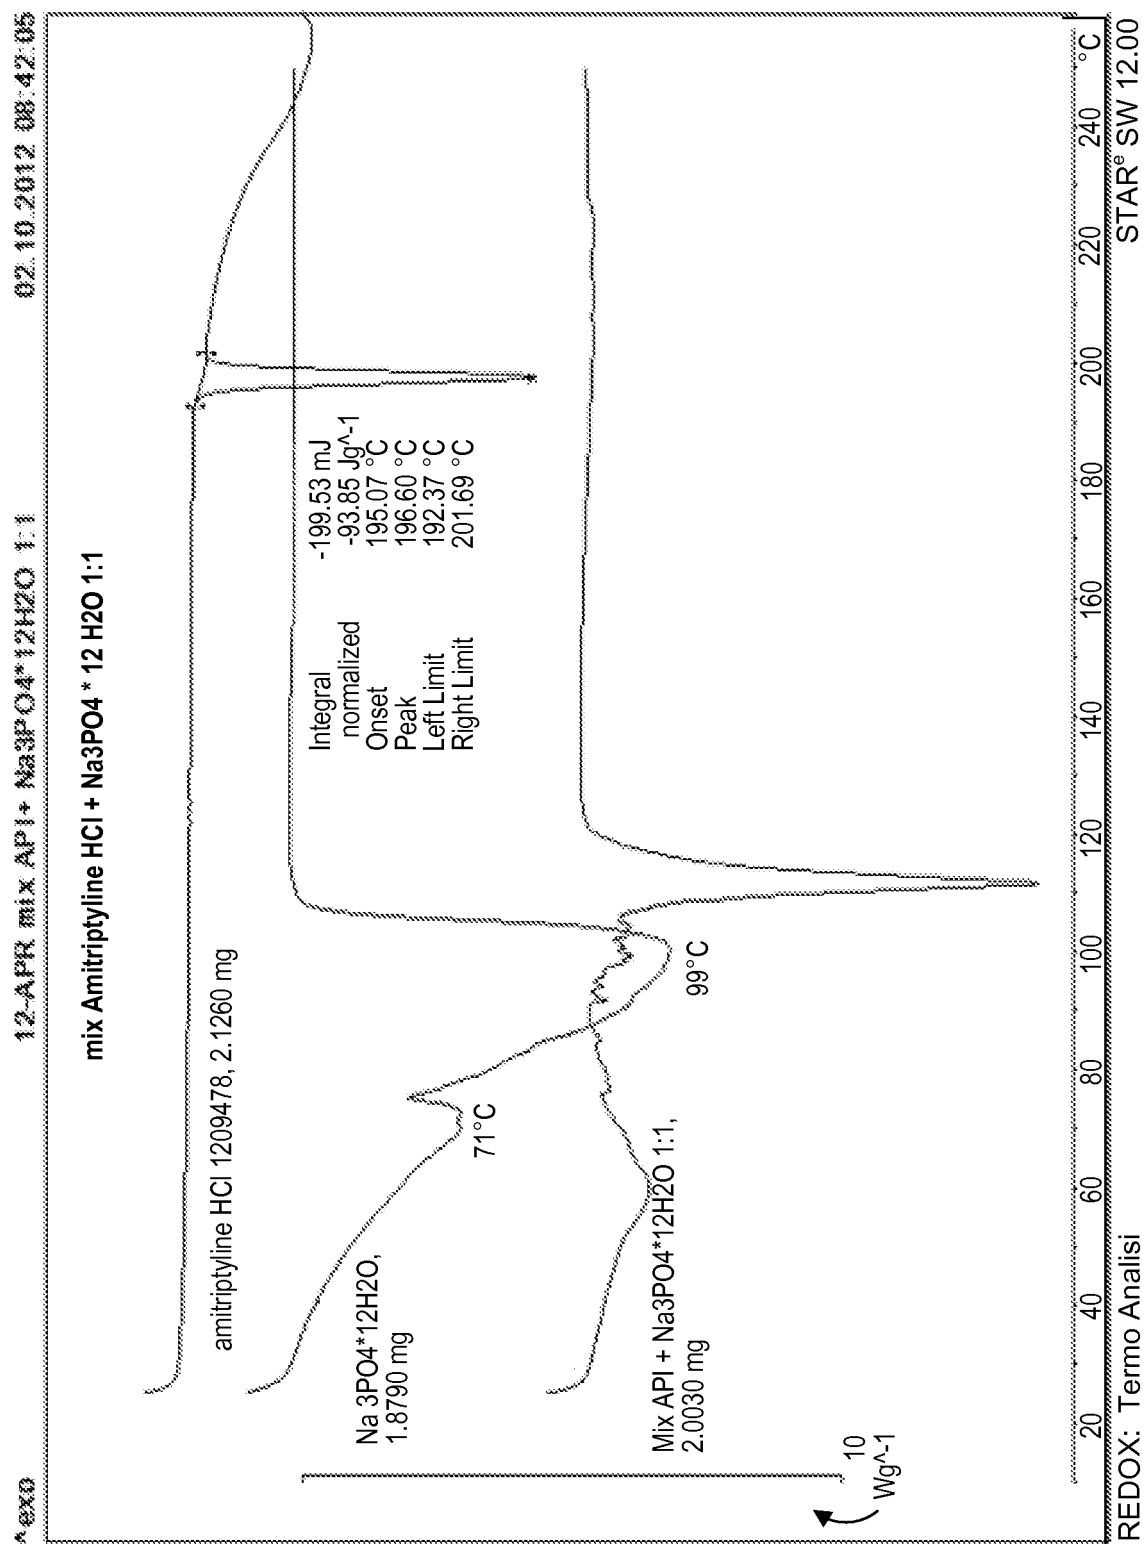 ^exo
12-APR mix API+ Na3PO4*12H2O 1:1
02.10.2012 08:42:05
mix Amitriptyline HCl + Na3PO4 * 12 H2O 1:1
amitriptyline HCl 1209478, 2.1260 mg
Na 3PO4*12H2O,
1.8790 mg
Integral -199.53 mJ
normalized -93.85 Jg^-1
Onset 195.07 °C
Peak 196.60 °C
Left Limit 192.37 °C
Right Limit 201.69 °C
71°C
99°C
Mix API + Na3PO4*12H2O 1:1,
2.0030 mg
10
Wg^-1
20 40 60 80 100 120 140 160 180 200 220 240 °C
REDOX: Termo Analisi
STARe SW 12.00